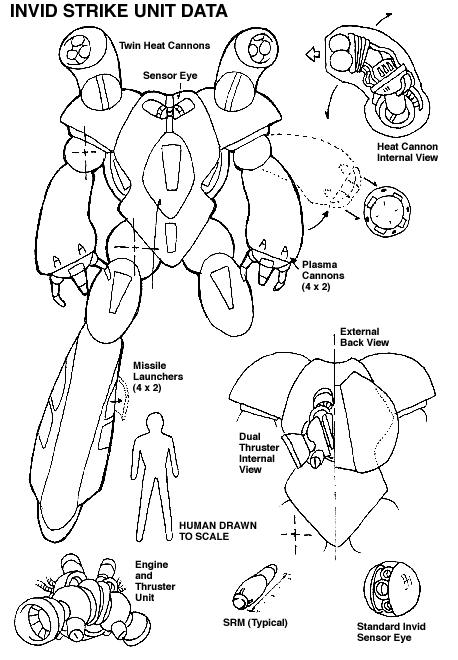 INVID STRIKE UNIT DATA
Twin Heat Cannons
Sensor Eye
Heat Cannon
Internal View
Plasma
Cannons
(4 x 2)
External
Back View
Missile
Launchers
(4 x 2)
Dual
Thruster
Internal
View
HUMAN DRAWN
TO SCALE
Engine
and
Thruster
Unit
SRM (Typical)
Standard Invid
Sensor Eye